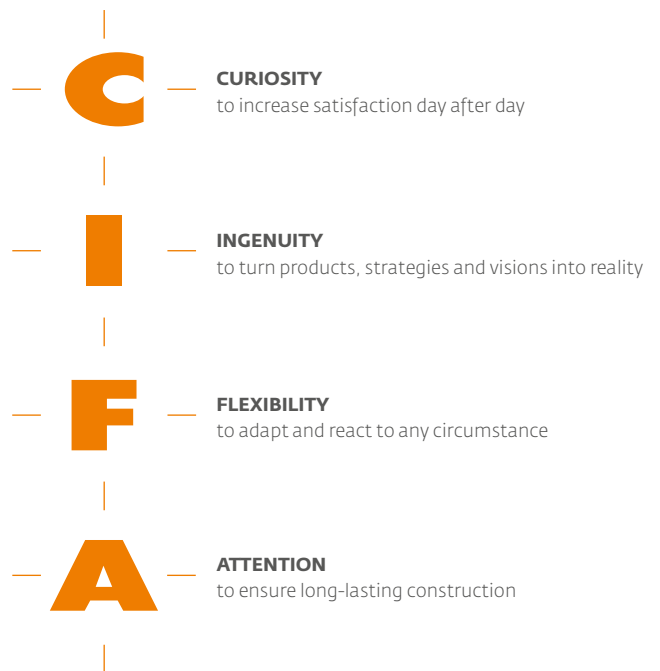 C
CURIOSITY
to increase satisfaction day after day
I
INGENUITY
to turn products, strategies and visions into reality
F
FLEXIBILITY
to adapt and react to any circumstance
A
ATTENTION
to ensure long-lasting construction